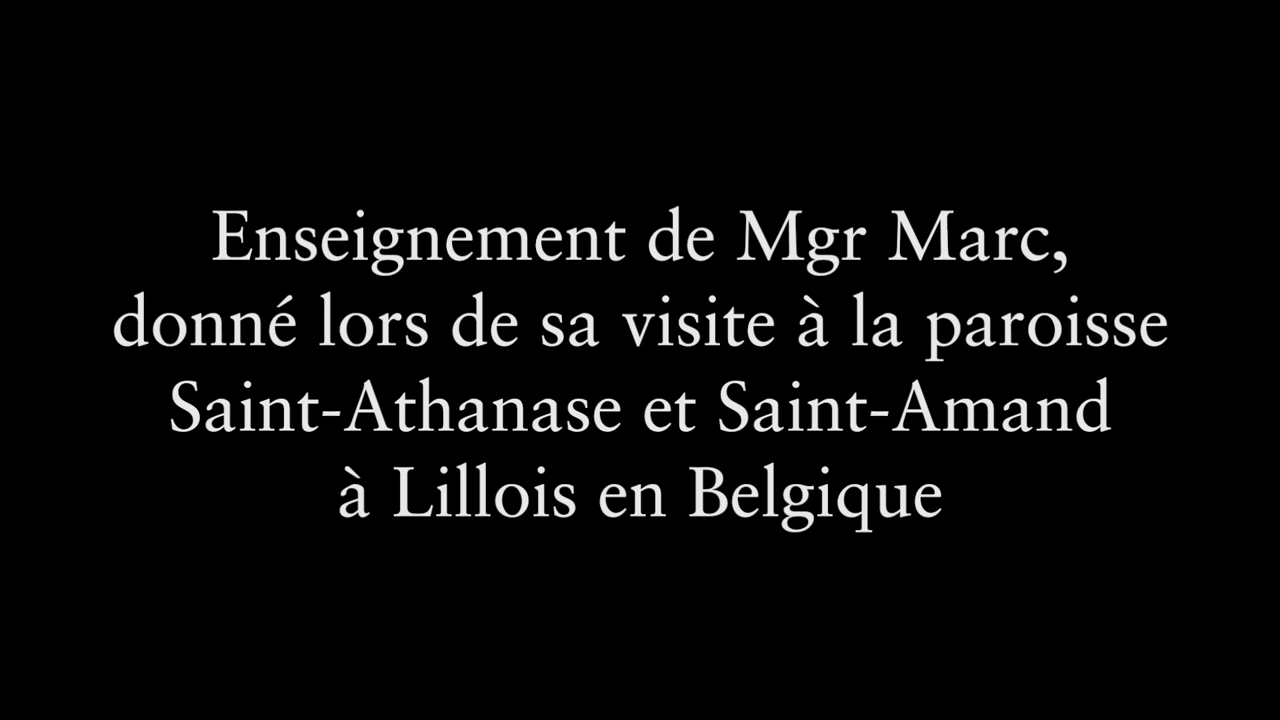 Enseignement de Mgr Marc,
donné lors de sa visite à la paroisse
Saint-Athanase et Saint-Amand
à Lillois en Belgique